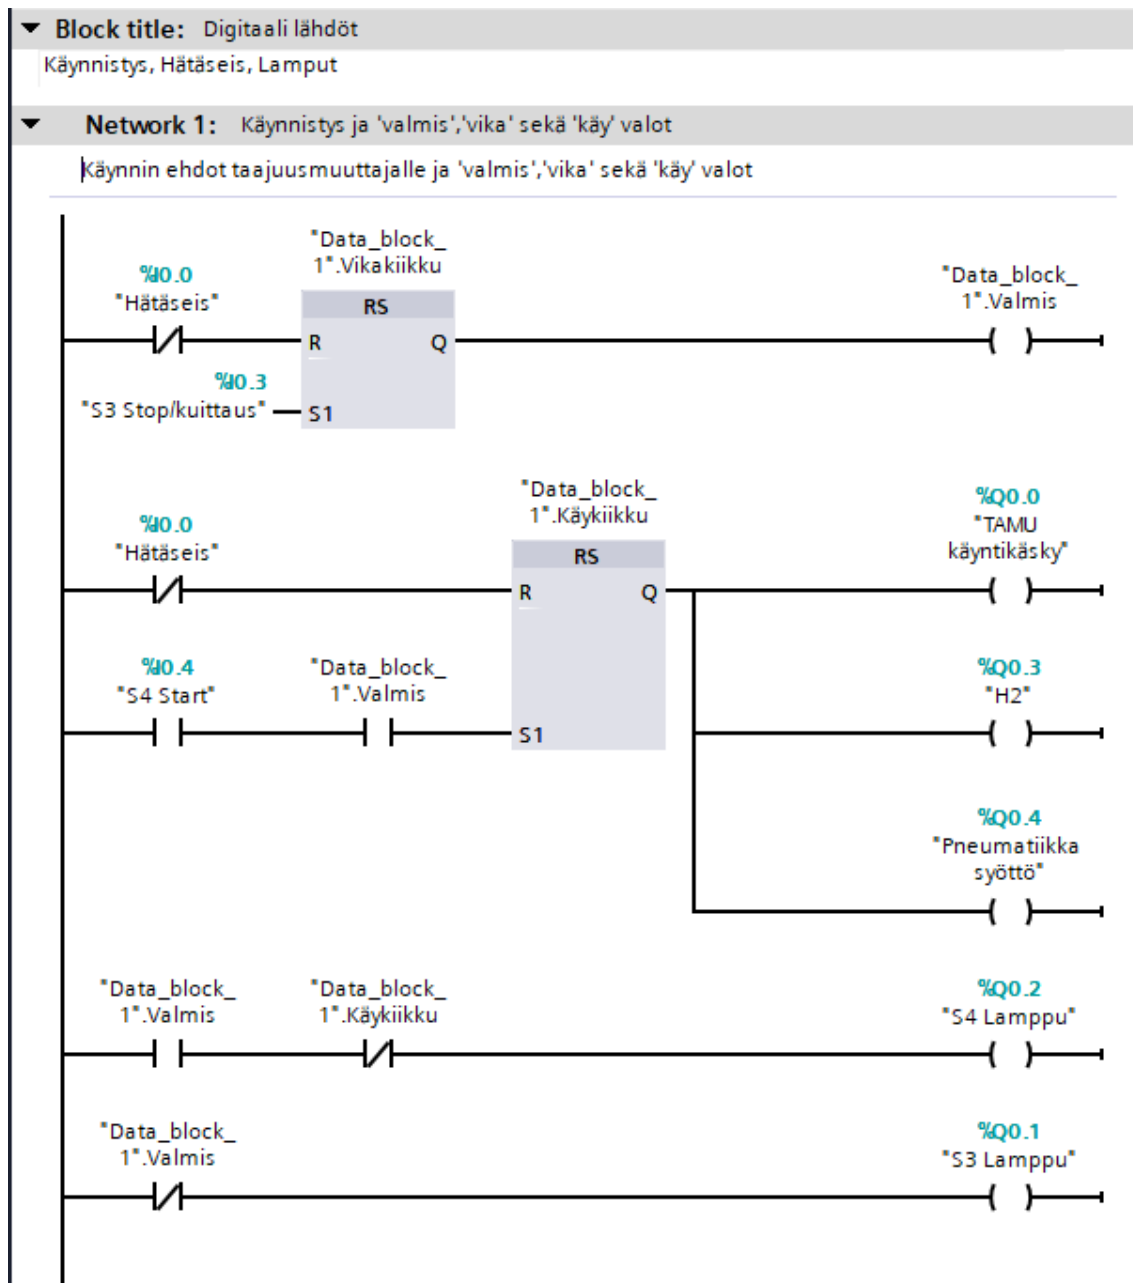 Block title: Digitaali lähdöt
Käynnistys, Hätäseis, Lamput
Network 1: Käynnistys ja 'valmis','vika' sekä 'käy' valot
Käynnin ehdot taajuusmuuttajalle ja 'valmis','vika' sekä 'käy' valot
"Data_block_
1".Vikakiikku
%I0.0
"Hätäseis"
RS
R
Q
%I0.3
"S3 Stop/kuittaus"
S1
"Data_block_
1".Valmis
"Data_block_
1".Käykiikku
%I0.0
"Hätäseis"
RS
R
Q
%Q0.0
"TAMU
käyntikäsky"
%I0.4
"S4 Start"
"Data_block_
1".Valmis
S1
%Q0.3
"H2"
%Q0.4
"Pneumatiikka
syöttö"
"Data_block_
1".Valmis
"Data_block_
1".Käykiikku
%Q0.2
"S4 Lamppu"
"Data_block_
1".Valmis
%Q0.1
"S3 Lamppu"